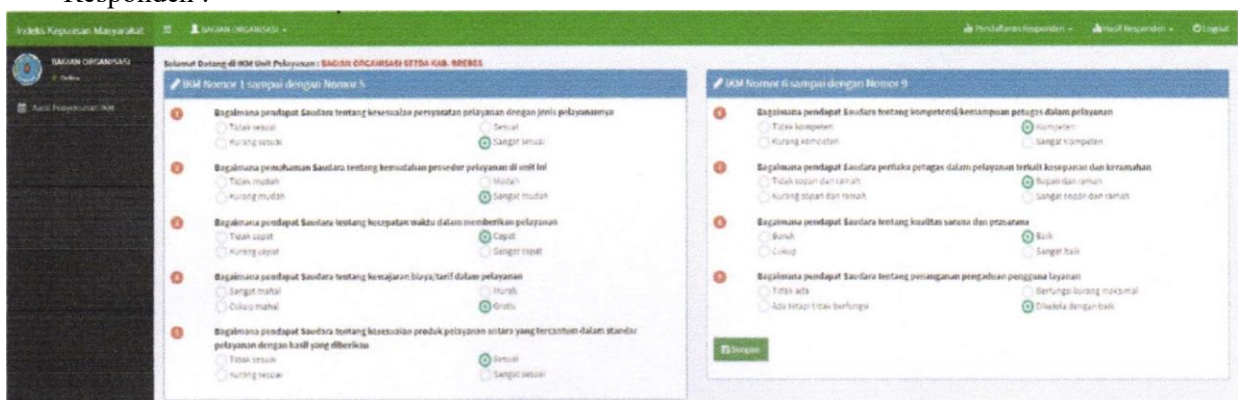 Responden :
Indeks Kepuasan Masyarakat
BAGIAN ORGANISASI
Pendaftaran Responden
Hasil Responden
Logout
BAGIAN ORGANISASI
Online
Hasil Penyusunan IKM
Selamat Datang di IKM Unit Pelayanan : BAGIAN ORGANISASI SETDA KAB. BREBES
IKM Nomor 1 sampai dengan Nomor 5
1 Bagaimana pendapat Saudara tentang kesesuaian persyaratan pelayanan dengan jenis pelayanannya
Tidak sesuai Sesuai
Kurang sesuai Sangat sesuai
2 Bagaimana pemahaman Saudara tentang kemudahan prosedur pelayanan di unit ini
Tidak mudah Mudah
Kurang mudah Sangat mudah
3 Bagaimana pendapat Saudara tentang kecepatan waktu dalam memberikan pelayanan
Tidak cepat Cepat
Kurang cepat Sangat cepat
4 Bagaimana pendapat Saudara tentang kewajaran biaya/tarif dalam pelayanan
Sangat mahal Murah
Cukup mahal Gratis
5 Bagaimana pendapat Saudara tentang kesesuaian produk pelayanan antara yang tercantum dalam standar
pelayanan dengan hasil yang diberikan
Tidak sesuai Sesuai
Kurang sesuai Sangat sesuai
IKM Nomor 6 sampai dengan Nomor 9
6 Bagaimana pendapat Saudara tentang kompetensi/kemampuan petugas dalam pelayanan
Tidak kompeten Kompeten
Kurang kompeten Sangat kompeten
7 Bagaimana pendapat Saudara perilaku petugas dalam pelayanan terkait kesopanan dan keramahan
Tidak sopan dan ramah Sopan dan ramah
Kurang sopan dan ramah Sangat sopan dan ramah
8 Bagaimana pendapat Saudara tentang kualitas sarana dan prasarana
Buruk Baik
Cukup Sangat baik
9 Bagaimana pendapat Saudara tentang penanganan pengaduan pengguna layanan
Tidak ada Berfungsi kurang maksimal
Ada tetapi tidak berfungsi Dikelola dengan baik
Simpan